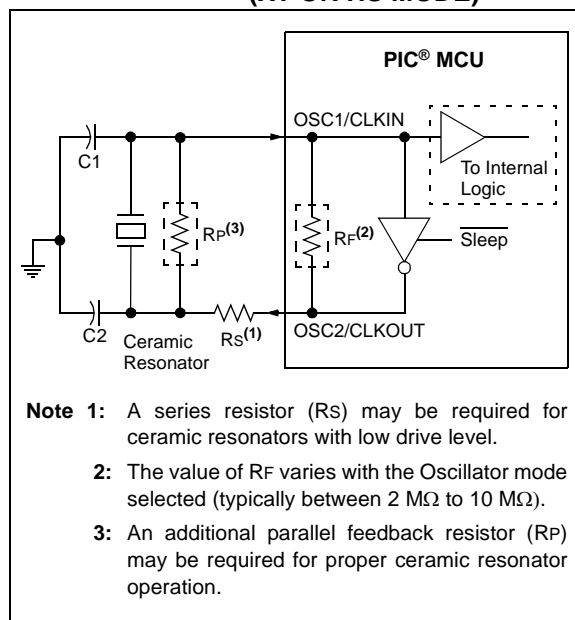 MODE)
PIC® MCU
OSC1/CLKIN
C1
To Internal
Logic
RP(3)
RF(2)
Sleep
C2
Ceramic
Resonator
RS(1)
OSC2/CLKOUT
Note 1: A series resistor (RS) may be required for
ceramic resonators with low drive level.
2: The value of RF varies with the Oscillator mode
selected (typically between 2 MΩ to 10 MΩ).
3: An additional parallel feedback resistor (RP)
may be required for proper ceramic resonator
operation.